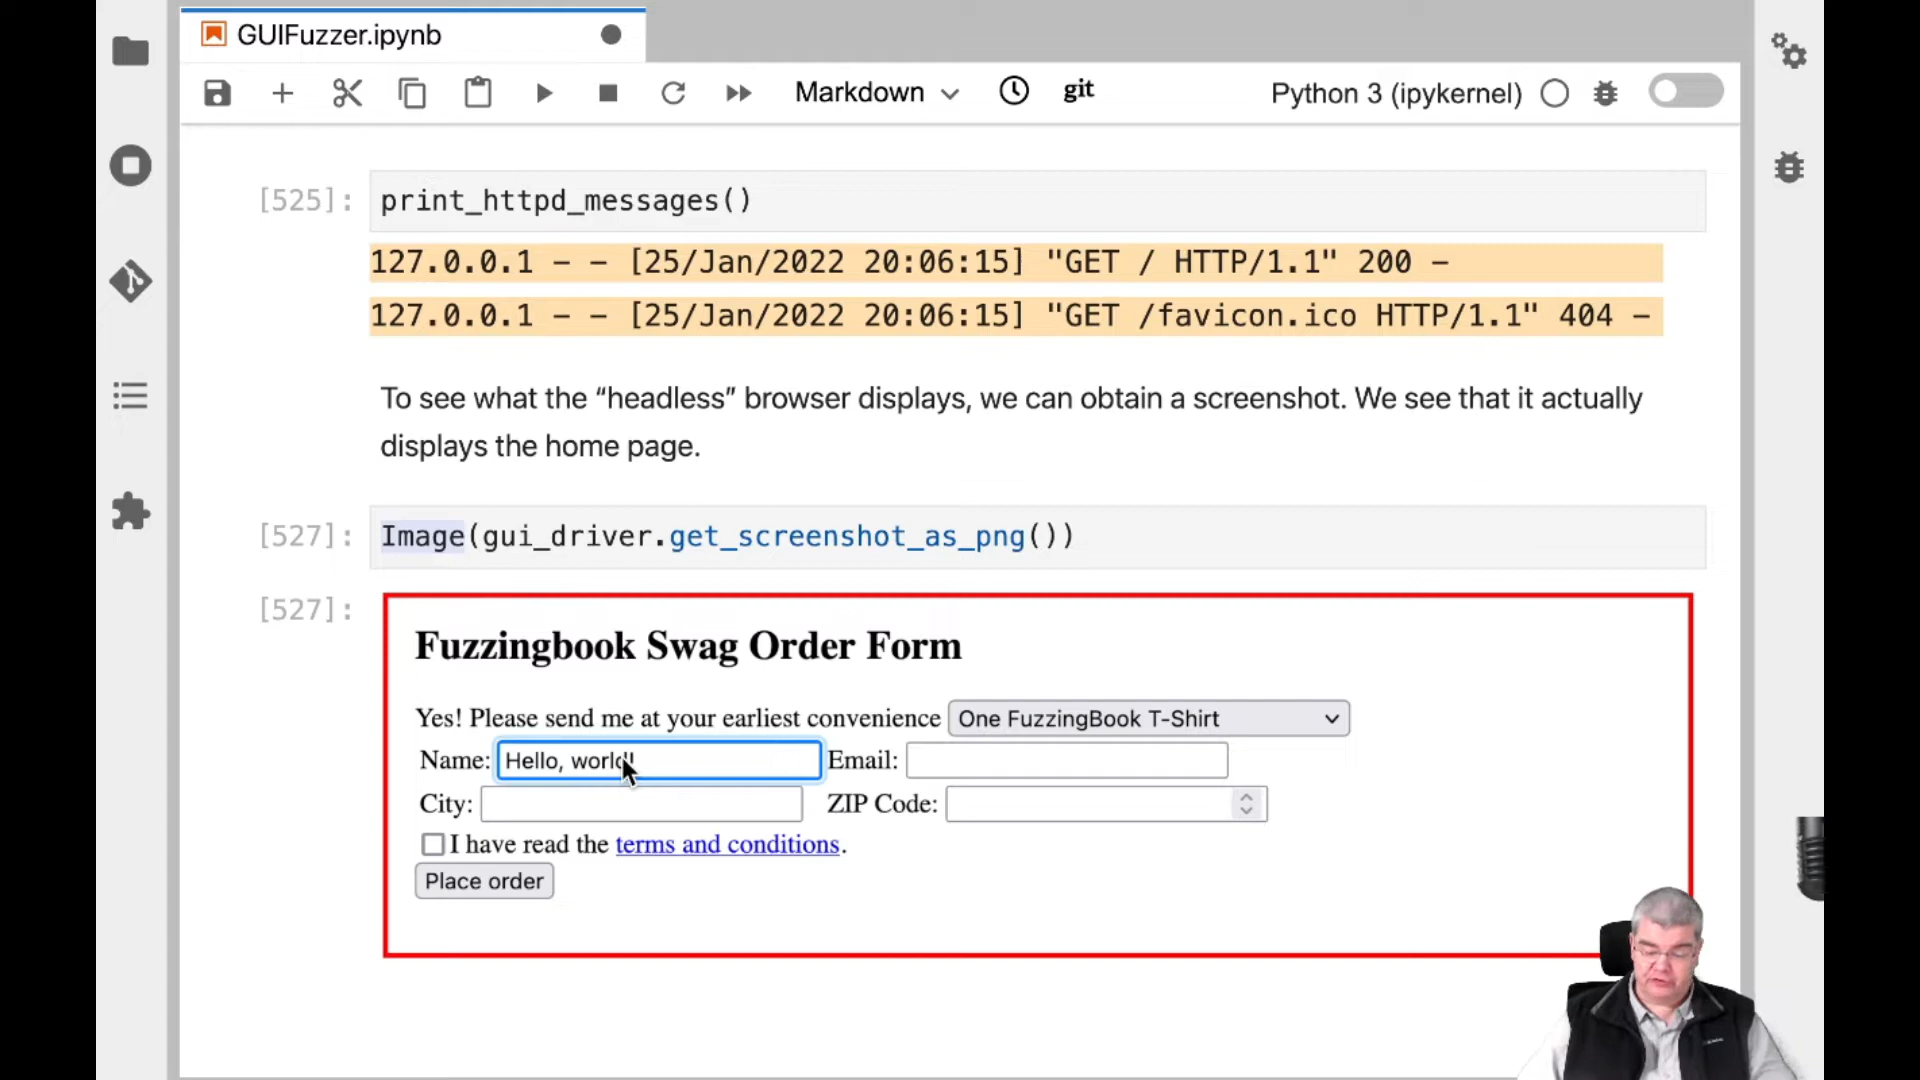 GUIFuzzer.ipynb
Markdown
git
Python 3 (ipykernel)
[525]:
print_httpd_messages()
127.0.0.1 - - [25/Jan/2022 20:06:15] "GET / HTTP/1.1" 200 -
127.0.0.1 - - [25/Jan/2022 20:06:15] "GET /favicon.ico HTTP/1.1" 404 -
To see what the “headless” browser displays, we can obtain a screenshot. We see that it actually
displays the home page.
[527]:
Image(gui_driver.get_screenshot_as_png())
[527]:
Fuzzingbook Swag Order Form
Yes! Please send me at your earliest convenience One FuzzingBook T-Shirt
Name: Hello, world! Email:
City: ZIP Code:
I have read the terms and conditions.
Place order